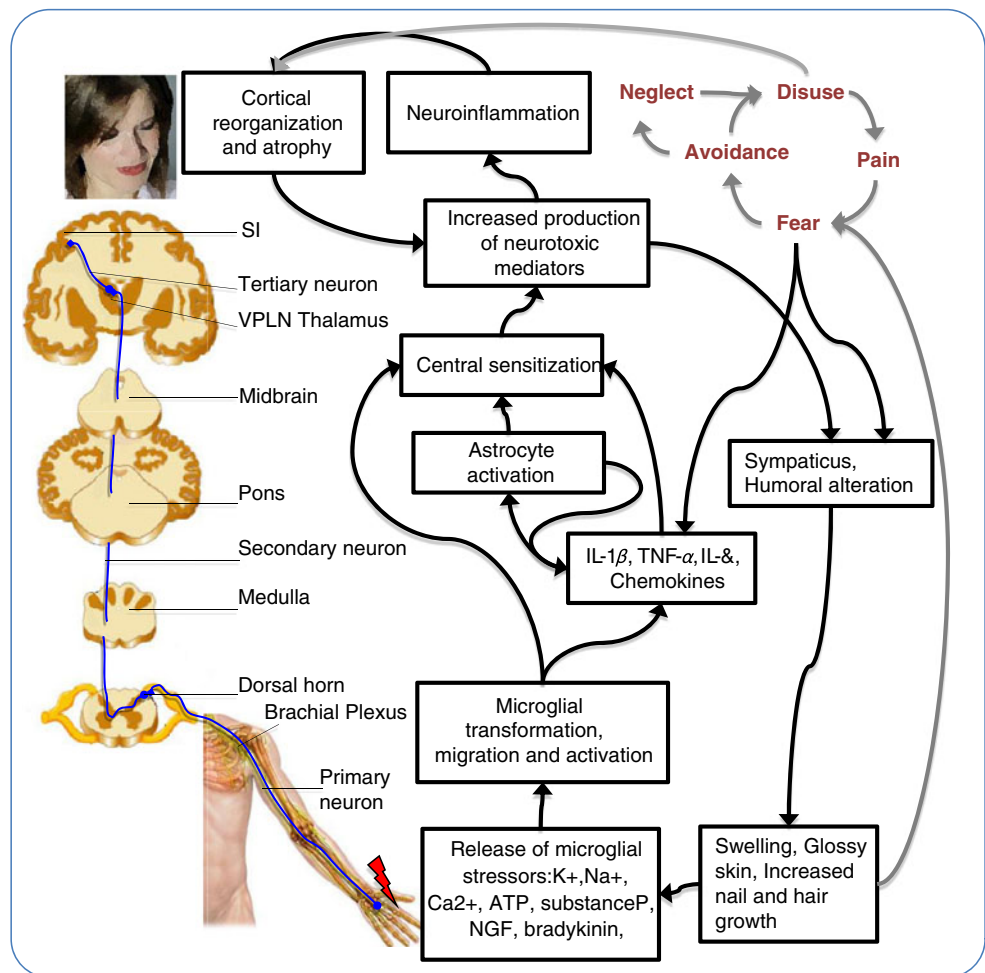 Cortical
reorganization
and atrophy
Neuroinflammation
Neglect
Disuse
Avoidance
Pain
Fear
Increased production
of neurotoxic
mediators
SI
Tertiary neuron
VPLN Thalamus
Central sensitization
Midbrain
Astrocyte
activation
Sympaticus,
Humoral alteration
Pons
Secondary neuron
IL-1β, TNF-α, IL-&,
Chemokines
Medulla
Dorsal horn
Brachial Plexus
Primary
neuron
Microglial
transformation,
migration and activation
Release of microglial
stressors:K+,Na+,
Ca2+, ATP, substanceP,
NGF, bradykinin,
Swelling, Glossy
skin, Increased
nail and hair
growth